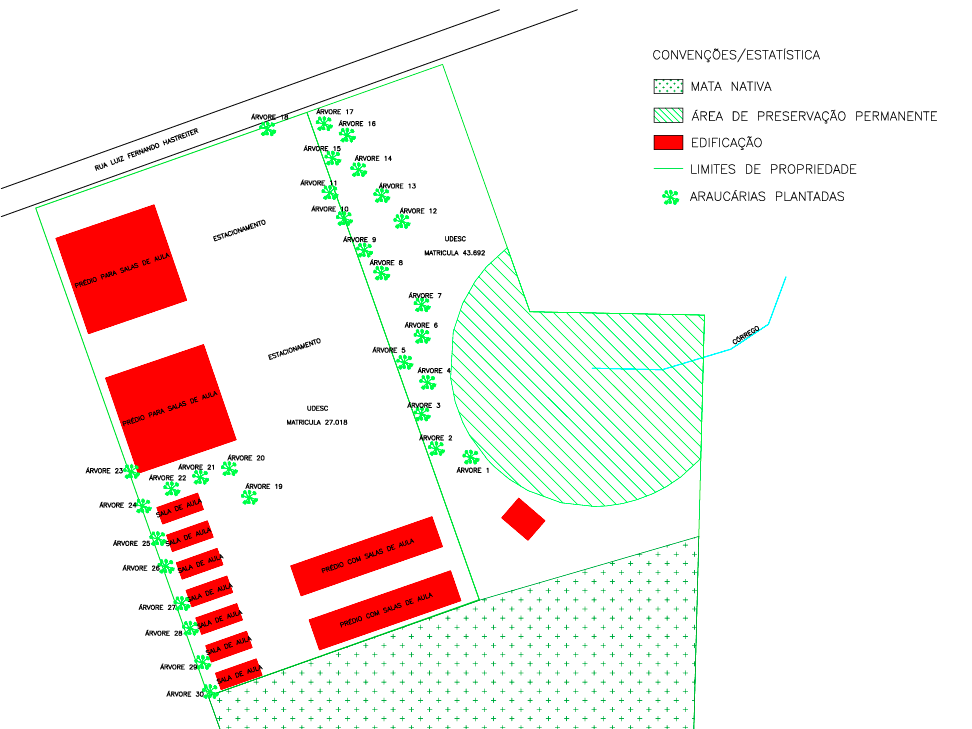 CONVENÇÕES/ESTATÍSTICA
MATA NATIVA
ÁREA DE PRESERVAÇÃO PERMANENTE
EDIFICAÇÃO
LIMITES DE PROPRIEDADE
ARAUCÁRIAS PLANTADAS
RUA LUIZ FERNANDO HASTREITER
ÁRVORE 18
ÁRVORE 17
ÁRVORE 16
ÁRVORE 15
ÁRVORE 14
ÁRVORE 11
ÁRVORE 13
ÁRVORE 10
ÁRVORE 12
ESTACIONAMENTO
ÁRVORE 9
UDESC
MATRICULA 43.692
ÁRVORE 8
PRÉDIO PARA SALAS DE AULA
ÁRVORE 7
ÁRVORE 6
CÓRREGO
ESTACIONAMENTO
ÁRVORE 5
ÁRVORE 4
PRÉDIO PARA SALAS DE AULA
UDESC
MATRICULA 27.018
ÁRVORE 3
ÁRVORE 2
ÁRVORE 1
ÁRVORE 20
ÁRVORE 21
ÁRVORE 23
ÁRVORE 22
ÁRVORE 19
ÁRVORE 24
SALA DE AULA
ÁRVORE 25
SALA DE AULA
ÁRVORE 26
SALA DE AULA
PRÉDIO COM SALAS DE AULA
ÁRVORE 27
SALA DE AULA
PRÉDIO COM SALAS DE AULA
ÁRVORE 28
SALA DE AULA
ÁRVORE 29
SALA DE AULA
ÁRVORE 30
SALA DE AULA